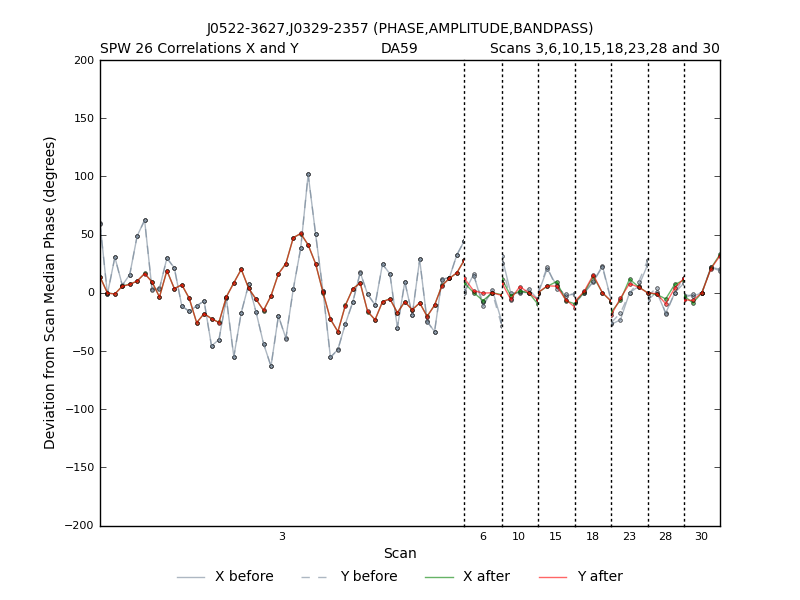 J0522-3627,J0329-2357 (PHASE,AMPLITUDE,BANDPASS)
SPW 26 Correlations X and Y DA59 Scans 3,6,10,15,18,23,28 and 30
200
150
100
50
0
−50
−100
−150
−200
Deviation from Scan Median Phase (degrees)
3 6 10 15 18 23 28 30
Scan
X before Y before X after Y after